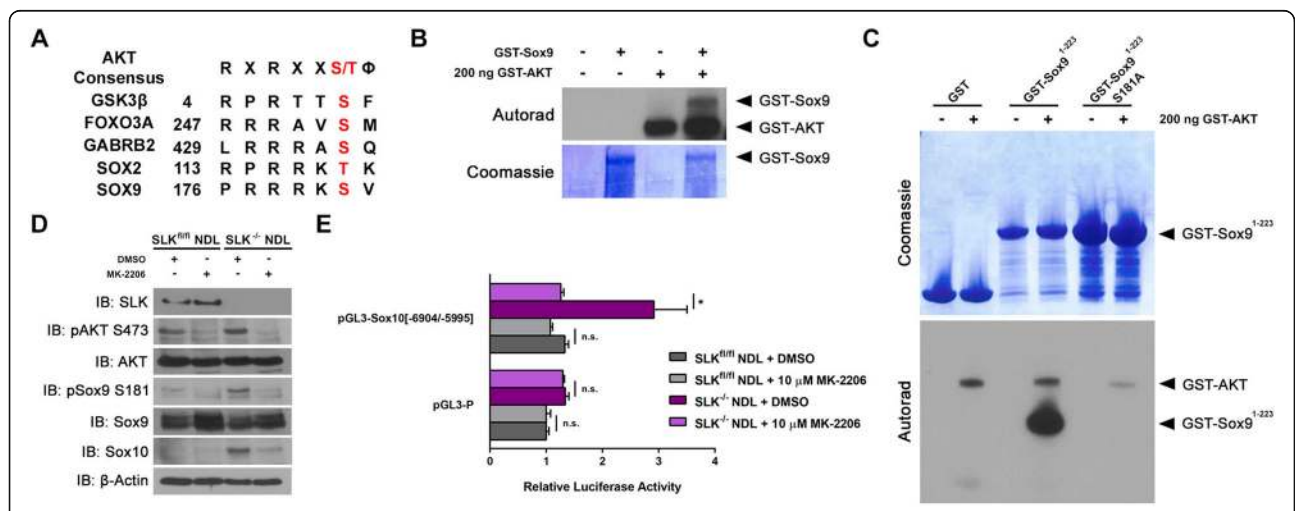 A
AKT
Consensus R X R X X S/T Φ
GSK3β 4 R P R T T S F
FOXO3A 247 R R R A V S M
GABRB2 429 L R R R A S Q
SOX2 113 R P R R K T K
SOX9 176 P R R R K S V
B
GST-Sox9 - + - +
200 ng GST-AKT - - + +
Autorad
GST-Sox9
GST-AKT
Coomassie
GST-Sox9
C
GST
GST-Sox9 1-223
GST-Sox9 1-223 S181A
- + - + - + 200 ng GST-AKT
Coomassie
GST-Sox9 1-223
Autorad
GST-AKT
GST-Sox9 1-223
D
SLK fl/fl NDL SLK -/- NDL
DMSO + - + -
MK-2206 - + - +
IB: SLK
IB: pAKT S473
IB: AKT
IB: pSox9 S181
IB: Sox9
IB: Sox10
IB: β-Actin
E
pGL3-Sox10[-6904/-5995]
*
n.s.
pGL3-P
n.s.
n.s.
SLK fl/fl NDL + DMSO
SLK fl/fl NDL + 10 μM MK-2206
SLK -/- NDL + DMSO
SLK -/- NDL + 10 μM MK-2206
0 1 2 3 4
Relative Luciferase Activity